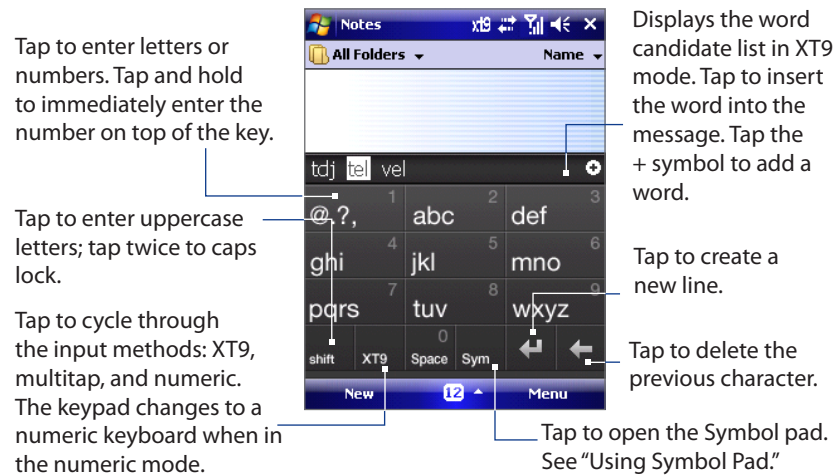 Tap to enter letters or
numbers. Tap and hold
to immediately enter the
number on top of the key.
Tap to enter uppercase
letters; tap twice to caps
lock.
Tap to cycle through
the input methods: XT9,
multitap, and numeric.
The keypad changes to a
numeric keyboard when in
the numeric mode.
Notes
xt9
All Folders
Name
tdj tel vel
1
@.?,
2
abc
3
def
4
ghi
5
jkl
6
mno
7
pqrs
8
tuv
9
wxyz
shift
XT9
0
Space
Sym
New
12
Menu
Displays the word
candidate list in XT9
mode. Tap to insert
the word into the
message. Tap the
+ symbol to add a
word.
Tap to create a
new line.
Tap to delete the
previous character.
Tap to open the Symbol pad.
See “Using Symbol Pad.”